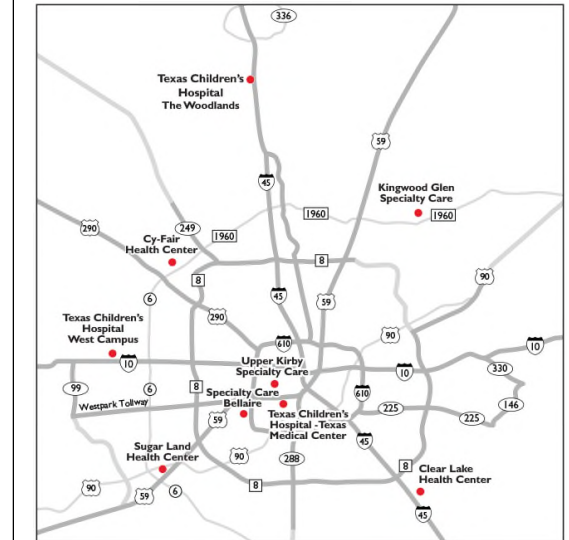 336
Texas Children's
Hospital
The Woodlands
59
45
Kingwood Glen
Specialty Care
1960
1960
249
290
1960
Cy-Fair
Health Center
8
8
90
6
45
59
290
90
Texas Children's
Hospital
West Campus
610
10
10
Upper Kirby
Specialty Care
10
330
99
6
8
Specialty Care
Bellaire
610
Westpark Tollway
59
Texas Children's
Hospital -Texas
Medical Center
225
225
146
45
Sugar Land
Health Center
90
288
8
Clear Lake
Health Center
90
59
6
8
45